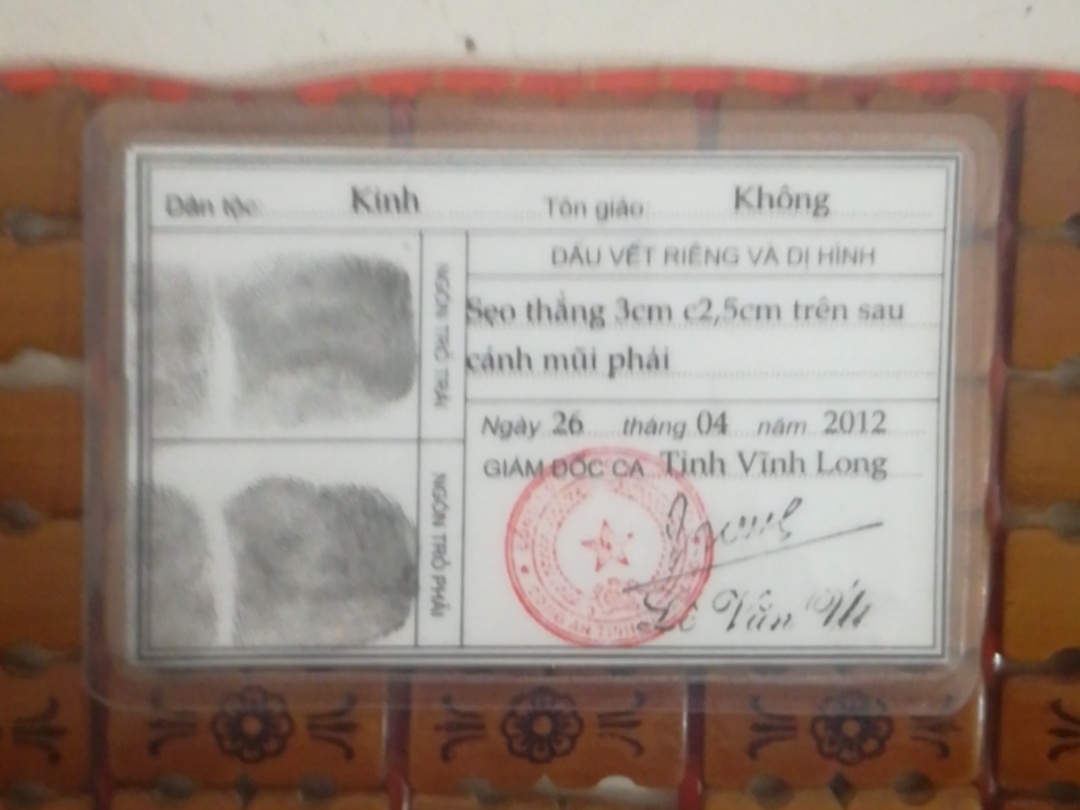 Dân tộc: Kinh Tôn giáo: Không
DẤU VẾT RIÊNG VÀ DỊ HÌNH
Sẹo thẳng 3cm c2,5cm trên sau
cánh mũi phải
NGÓN TRỎ TRÁI
NGÓN TRỎ PHẢI
Ngày 26 tháng 04 năm 2012
GIÁM ĐỐC CA Tỉnh Vĩnh Long
Lê Văn Út